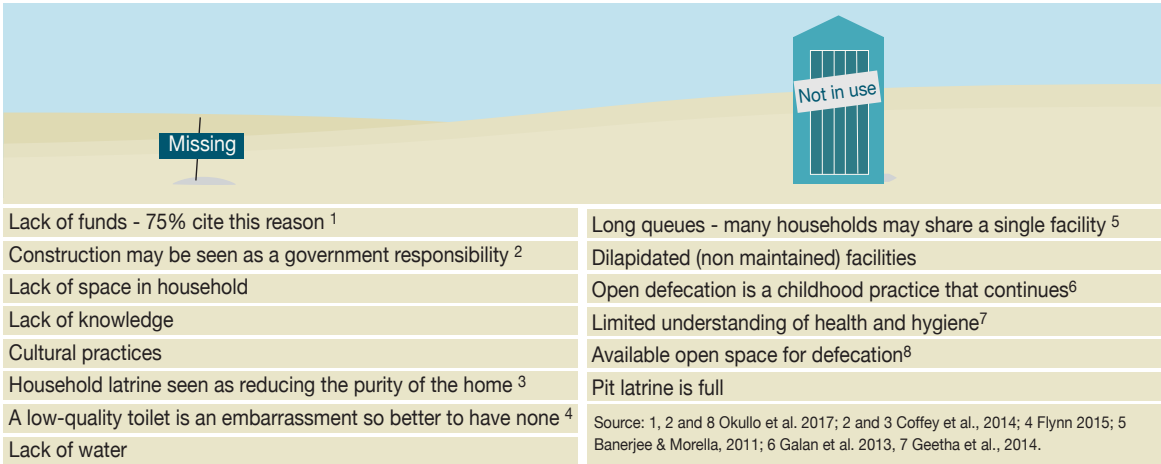 Missing
Not in use
Lack of funds - 75% cite this reason 1
Construction may be seen as a government responsibility 2
Lack of space in household
Lack of knowledge
Cultural practices
Household latrine seen as reducing the purity of the home 3
A low-quality toilet is an embarrassment so better to have none 4
Lack of water
Long queues - many households may share a single facility 5
Dilapidated (non maintained) facilities
Open defecation is a childhood practice that continues6
Limited understanding of health and hygiene7
Available open space for defecation8
Pit latrine is full
Source: 1, 2 and 8 Okullo et al. 2017; 2 and 3 Coffey et al., 2014; 4 Flynn 2015; 5
Banerjee & Morella, 2011; 6 Galan et al. 2013, 7 Geetha et al., 2014.